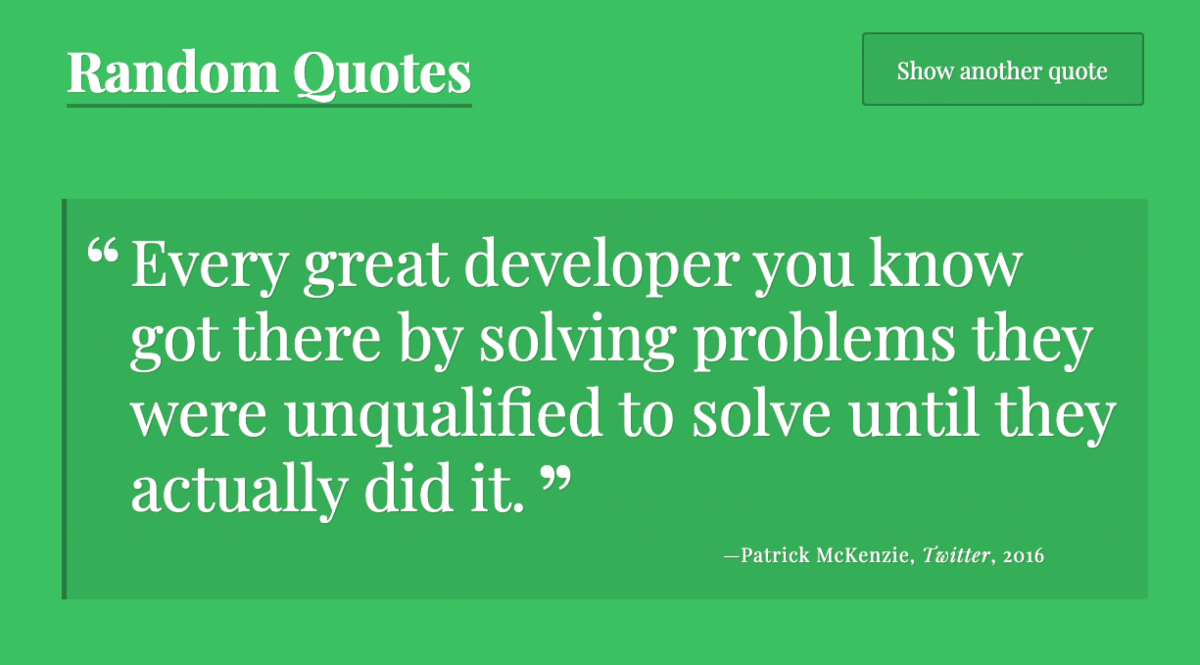 Random Quotes
Show another quote
“ Every great developer you know
got there by solving problems they
were unqualified to solve until they
actually did it. ”
—Patrick McKenzie, Twitter, 2016